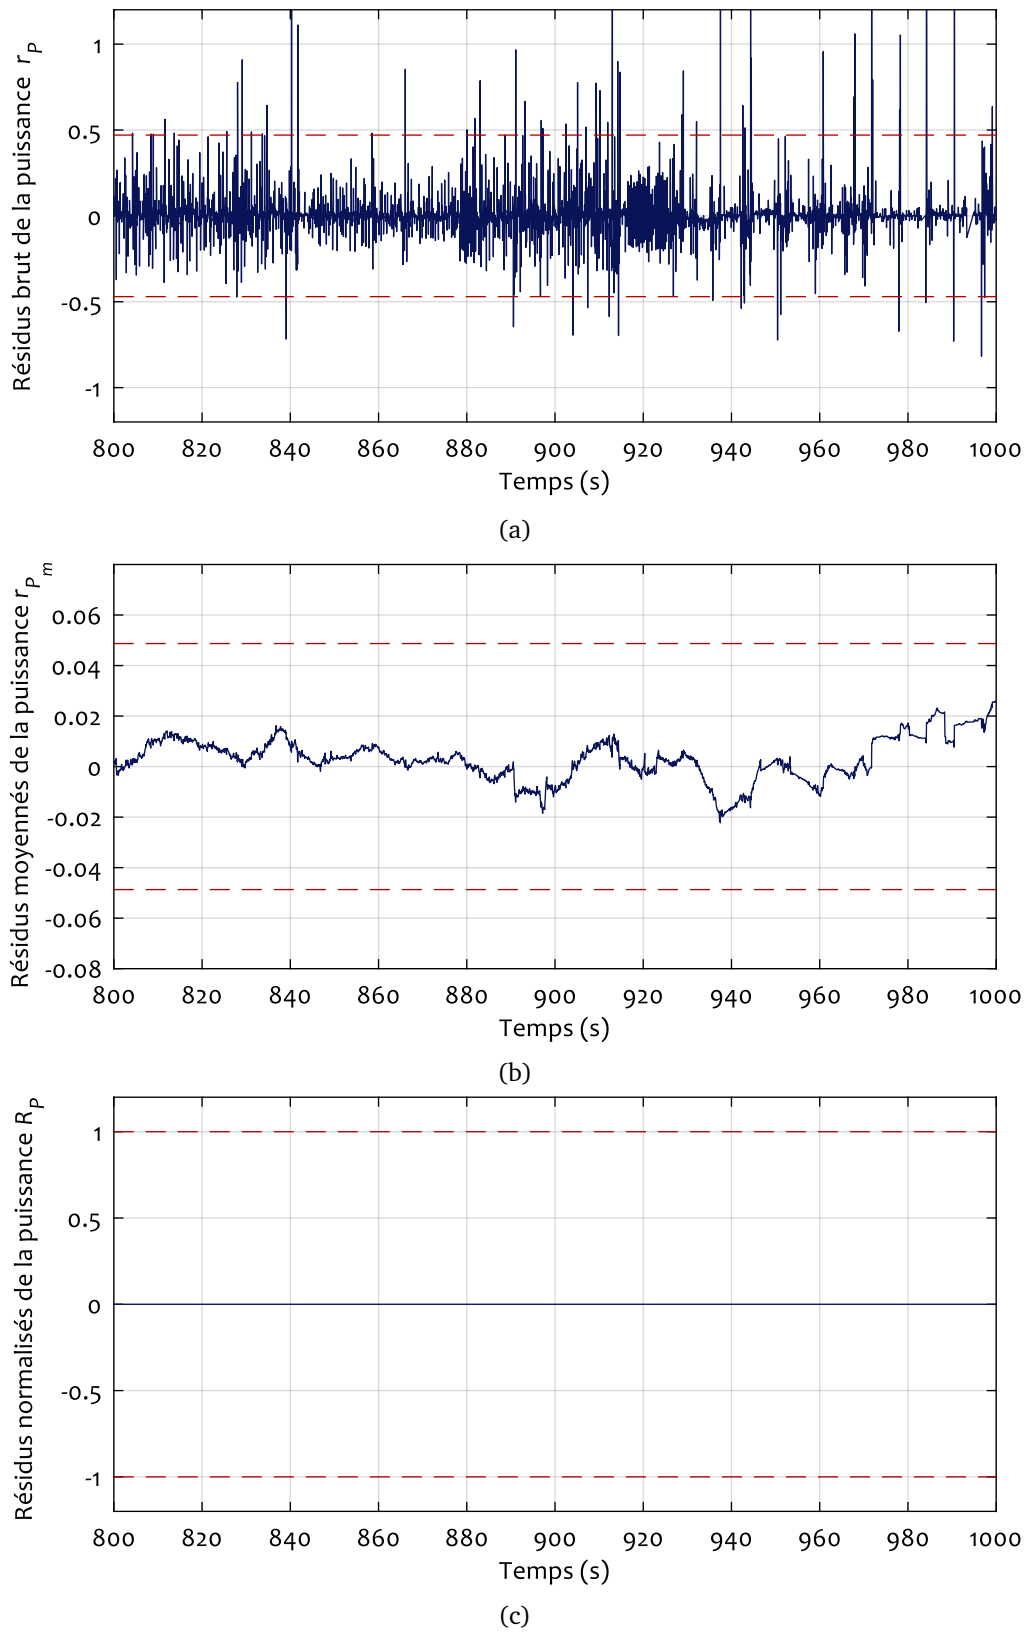 Résidus brut de la puissance r_P
1
0.5
0
-0.5
-1
800 820 840 860 880 900 920 940 960 980 1000
Temps (s)
(a)
Résidus moyennés de la puissance r_P_m
0.06
0.04
0.02
0
-0.02
-0.04
-0.06
-0.08
800 820 840 860 880 900 920 940 960 980 1000
Temps (s)
(b)
Résidus normalisés de la puissance R_P
1
0.5
0
-0.5
-1
800 820 840 860 880 900 920 940 960 980 1000
Temps (s)
(c)